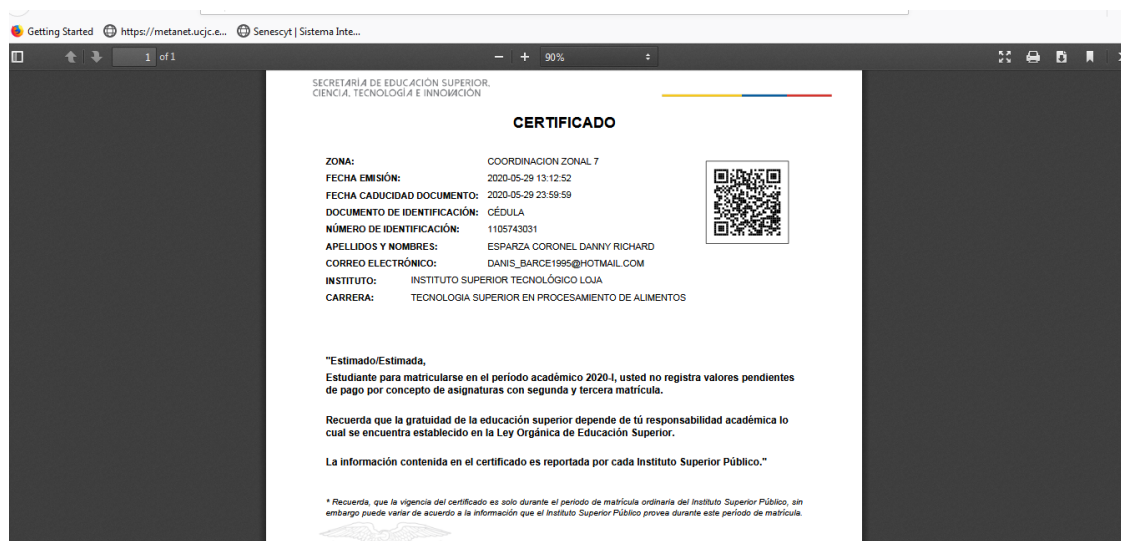 Getting Started https://metanet.ucjc.e... Senescyt | Sistema Inte...
1 of 1 − + 90%
SECRETARÍA DE EDUCACIÓN SUPERIOR,
CIENCIA, TECNOLOGÍA E INNOVACIÓN
CERTIFICADO
ZONA: COORDINACION ZONAL 7
FECHA EMISIÓN: 2020-05-29 13:12:52
FECHA CADUCIDAD DOCUMENTO: 2020-05-29 23:59:59
DOCUMENTO DE IDENTIFICACIÓN: CÉDULA
NÚMERO DE IDENTIFICACIÓN: 1105743031
APELLIDOS Y NOMBRES: ESPARZA CORONEL DANNY RICHARD
CORREO ELECTRÓNICO: DANIS_BARCE1995@HOTMAIL.COM
INSTITUTO: INSTITUTO SUPERIOR TECNOLÓGICO LOJA
CARRERA: TECNOLOGIA SUPERIOR EN PROCESAMIENTO DE ALIMENTOS
"Estimado/Estimada,
Estudiante para matricularse en el período académico 2020-I, usted no registra valores pendientes
de pago por concepto de asignaturas con segunda y tercera matrícula.
Recuerda que la gratuidad de la educación superior depende de tú responsabilidad académica lo
cual se encuentra establecido en la Ley Orgánica de Educación Superior.
La información contenida en el certificado es reportada por cada Instituto Superior Público."
* Recuerda, que la vigencia del certificado es solo durante el periodo de matrícula ordinaria del Instituto Superior Público, sin
embargo puede variar de acuerdo a la información que el Instituto Superior Público provea durante este período de matrícula.